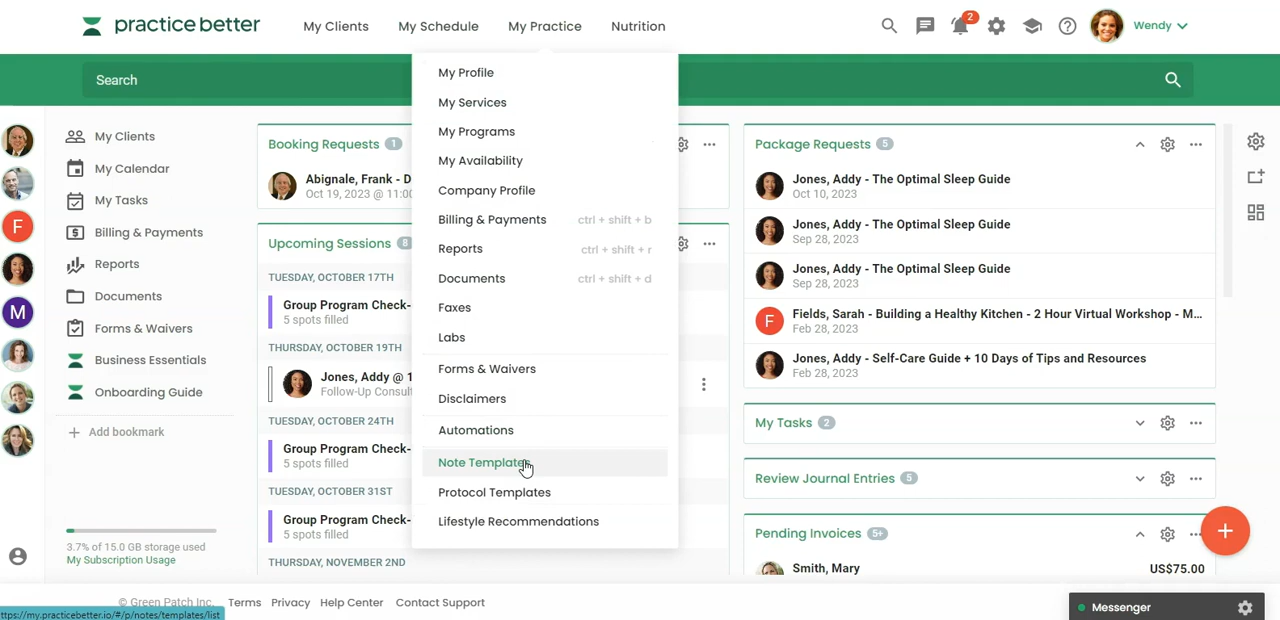 practice better
My Clients
My Schedule
My Practice
Nutrition
2
Wendy
Search
My Profile
My Services
My Programs
My Availability
Company Profile
Billing & Payments ctrl + shift + b
Reports ctrl + shift + r
Documents ctrl + shift + d
Faxes
Labs
Forms & Waivers
Disclaimers
Automations
Note Templates
Protocol Templates
Lifestyle Recommendations
F
M
My Clients
My Calendar
My Tasks
Billing & Payments
Reports
Documents
Forms & Waivers
Business Essentials
Onboarding Guide
Add bookmark
3.7% of 15.0 GB storage used
My Subscription Usage
Booking Requests 1
Abignale, Frank - D
Oct 19, 2023 @ 11:00
Upcoming Sessions 8
TUESDAY, OCTOBER 17TH
Group Program Check-
5 spots filled
THURSDAY, OCTOBER 19TH
Jones, Addy @ 1
Follow-Up Consul
TUESDAY, OCTOBER 24TH
Group Program Check-
5 spots filled
TUESDAY, OCTOBER 31ST
Group Program Check-
5 spots filled
THURSDAY, NOVEMBER 2ND
Package Requests 5
Jones, Addy - The Optimal Sleep Guide
Oct 10, 2023
Jones, Addy - The Optimal Sleep Guide
Sep 28, 2023
Jones, Addy - The Optimal Sleep Guide
Sep 28, 2023
F
Fields, Sarah - Building a Healthy Kitchen - 2 Hour Virtual Workshop - M...
Feb 28, 2023
Jones, Addy - Self-Care Guide + 10 Days of Tips and Resources
Feb 28, 2023
My Tasks 2
Review Journal Entries 5
Pending Invoices 5+
Smith, Mary US$75.00
© Green Patch Inc. Terms Privacy Help Center Contact Support
ttps://my.practicebetter.io/#/p/notes/templates/list
Messenger